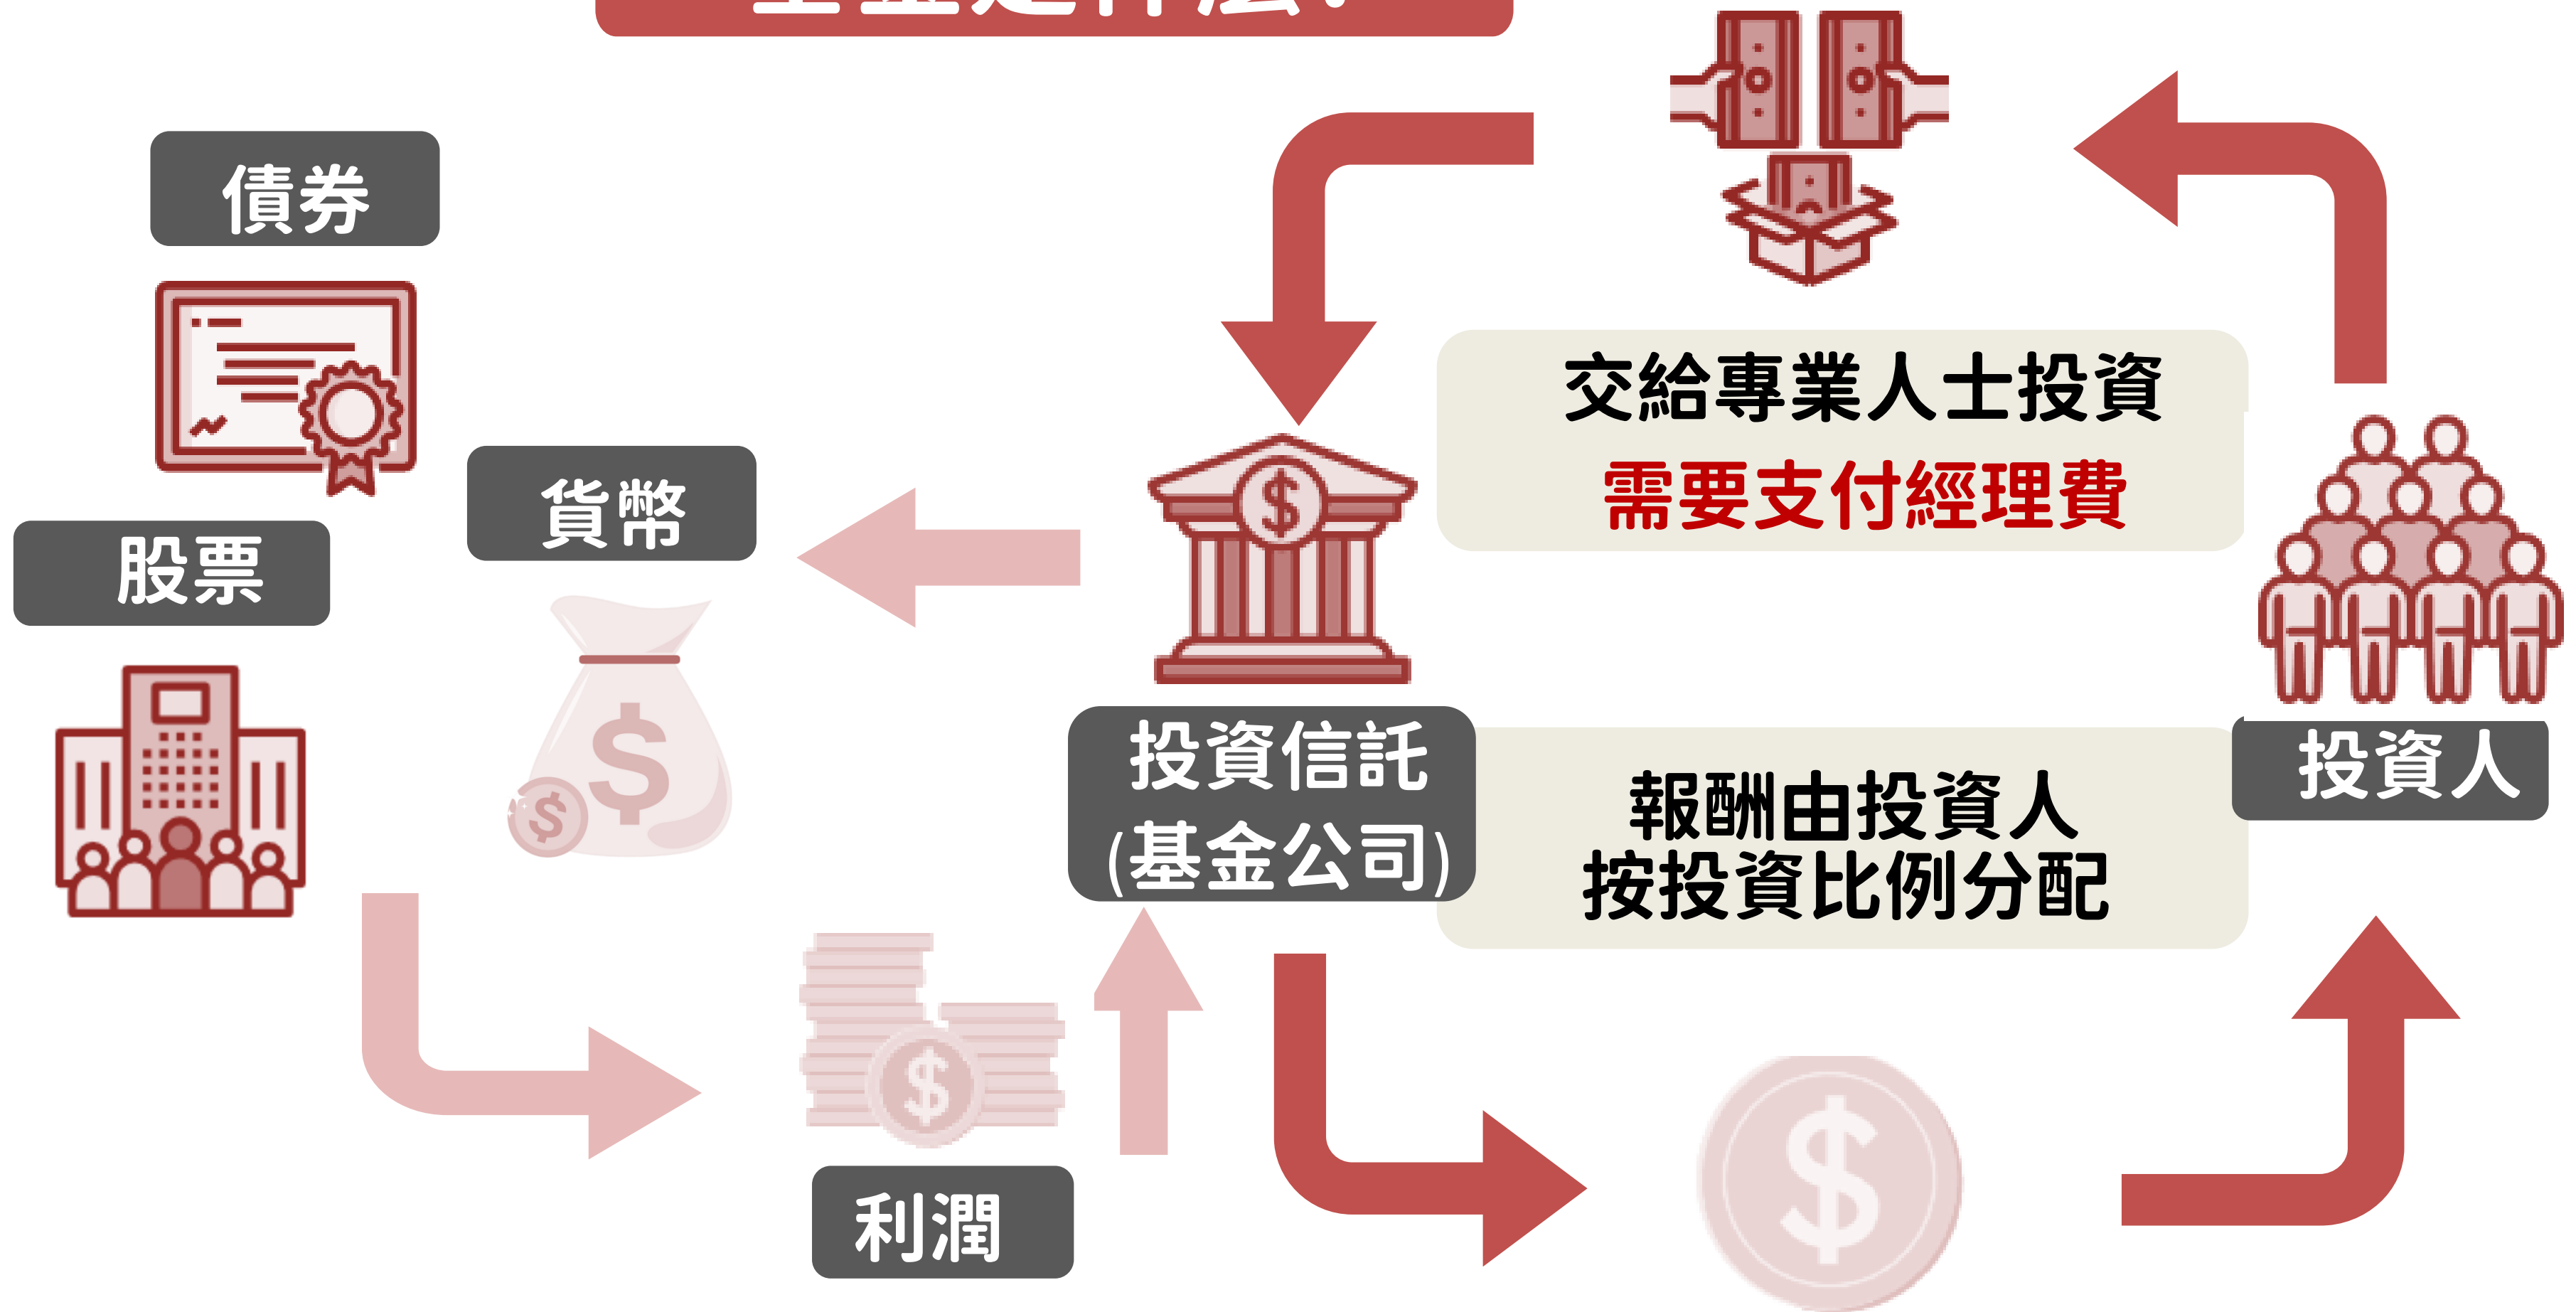 債券
貨幣
股票
交給專業人士投資
需要支付經理費
投資信託
(基金公司)
投資人
報酬由投資人
按投資比例分配
利潤